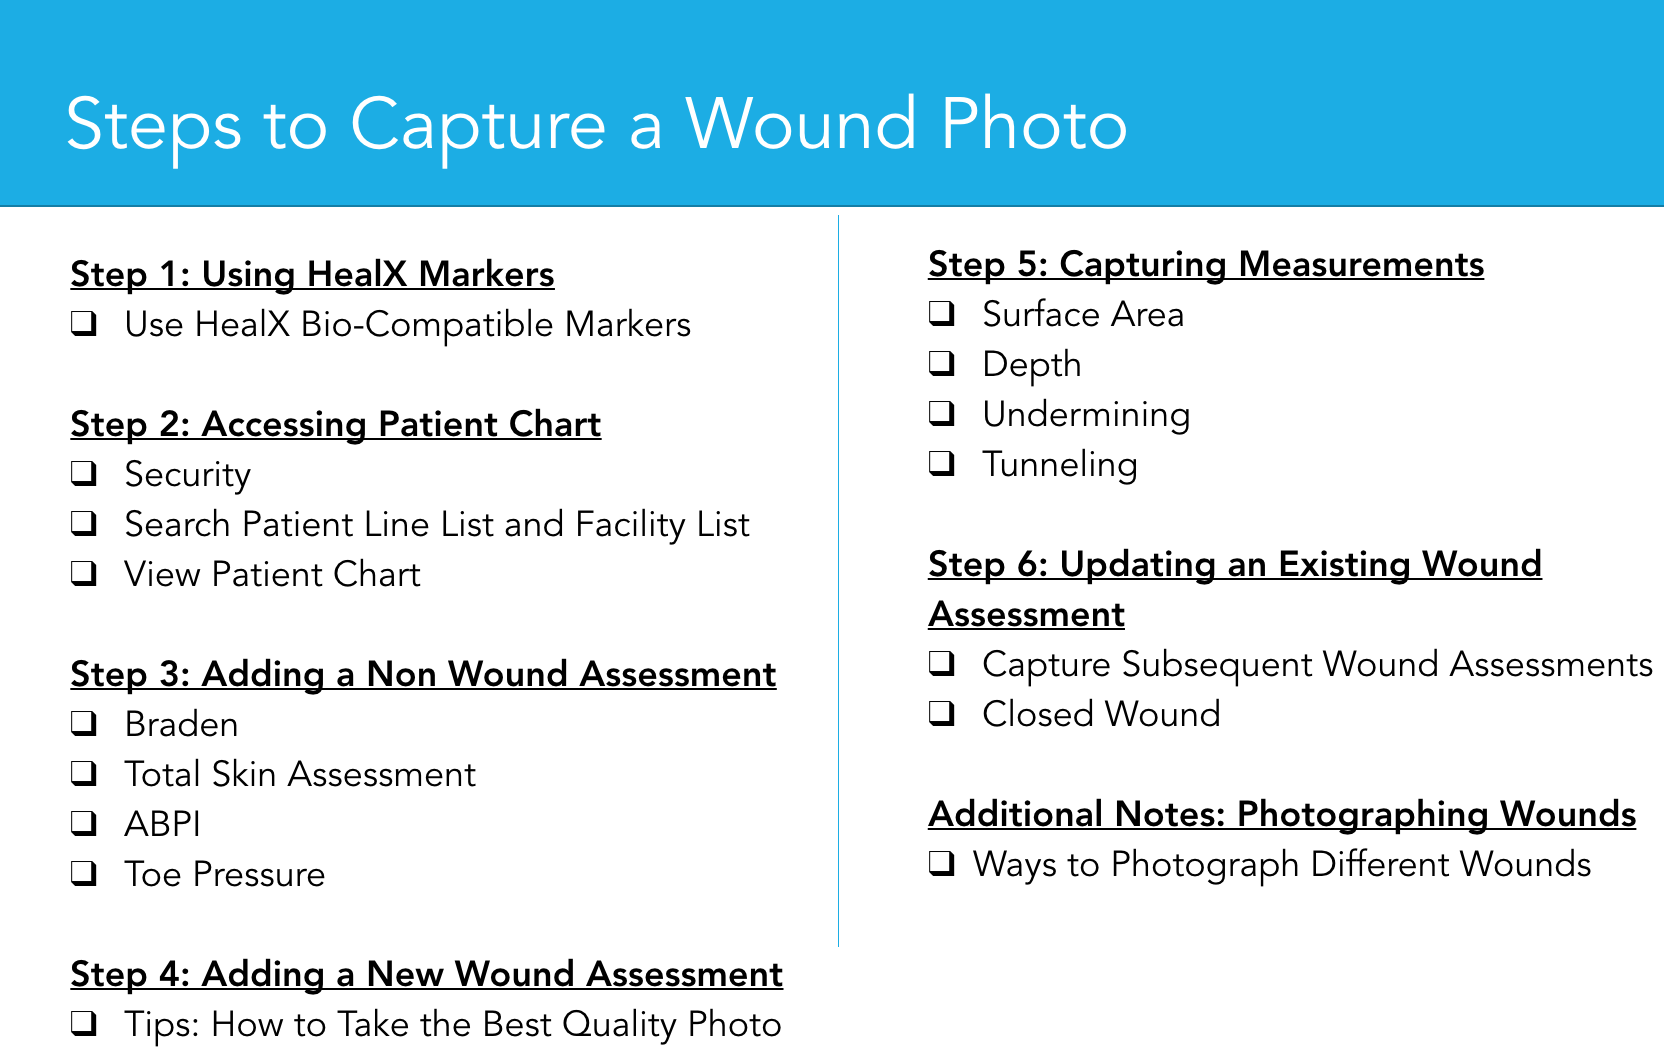 Steps to Capture a Wound Photo
Step 1: Using HealX Markers
❑ Use HealX Bio-Compatible Markers
Step 2: Accessing Patient Chart
❑ Security
❑ Search Patient Line List and Facility List
❑ View Patient Chart
Step 3: Adding a Non Wound Assessment
❑ Braden
❑ Total Skin Assessment
❑ ABPI
❑ Toe Pressure
Step 4: Adding a New Wound Assessment
❑ Tips: How to Take the Best Quality Photo
Step 5: Capturing Measurements
❑ Surface Area
❑ Depth
❑ Undermining
❑ Tunneling
Step 6: Updating an Existing Wound
Assessment
❑ Capture Subsequent Wound Assessments
❑ Closed Wound
Additional Notes: Photographing Wounds
❑ Ways to Photograph Different Wounds